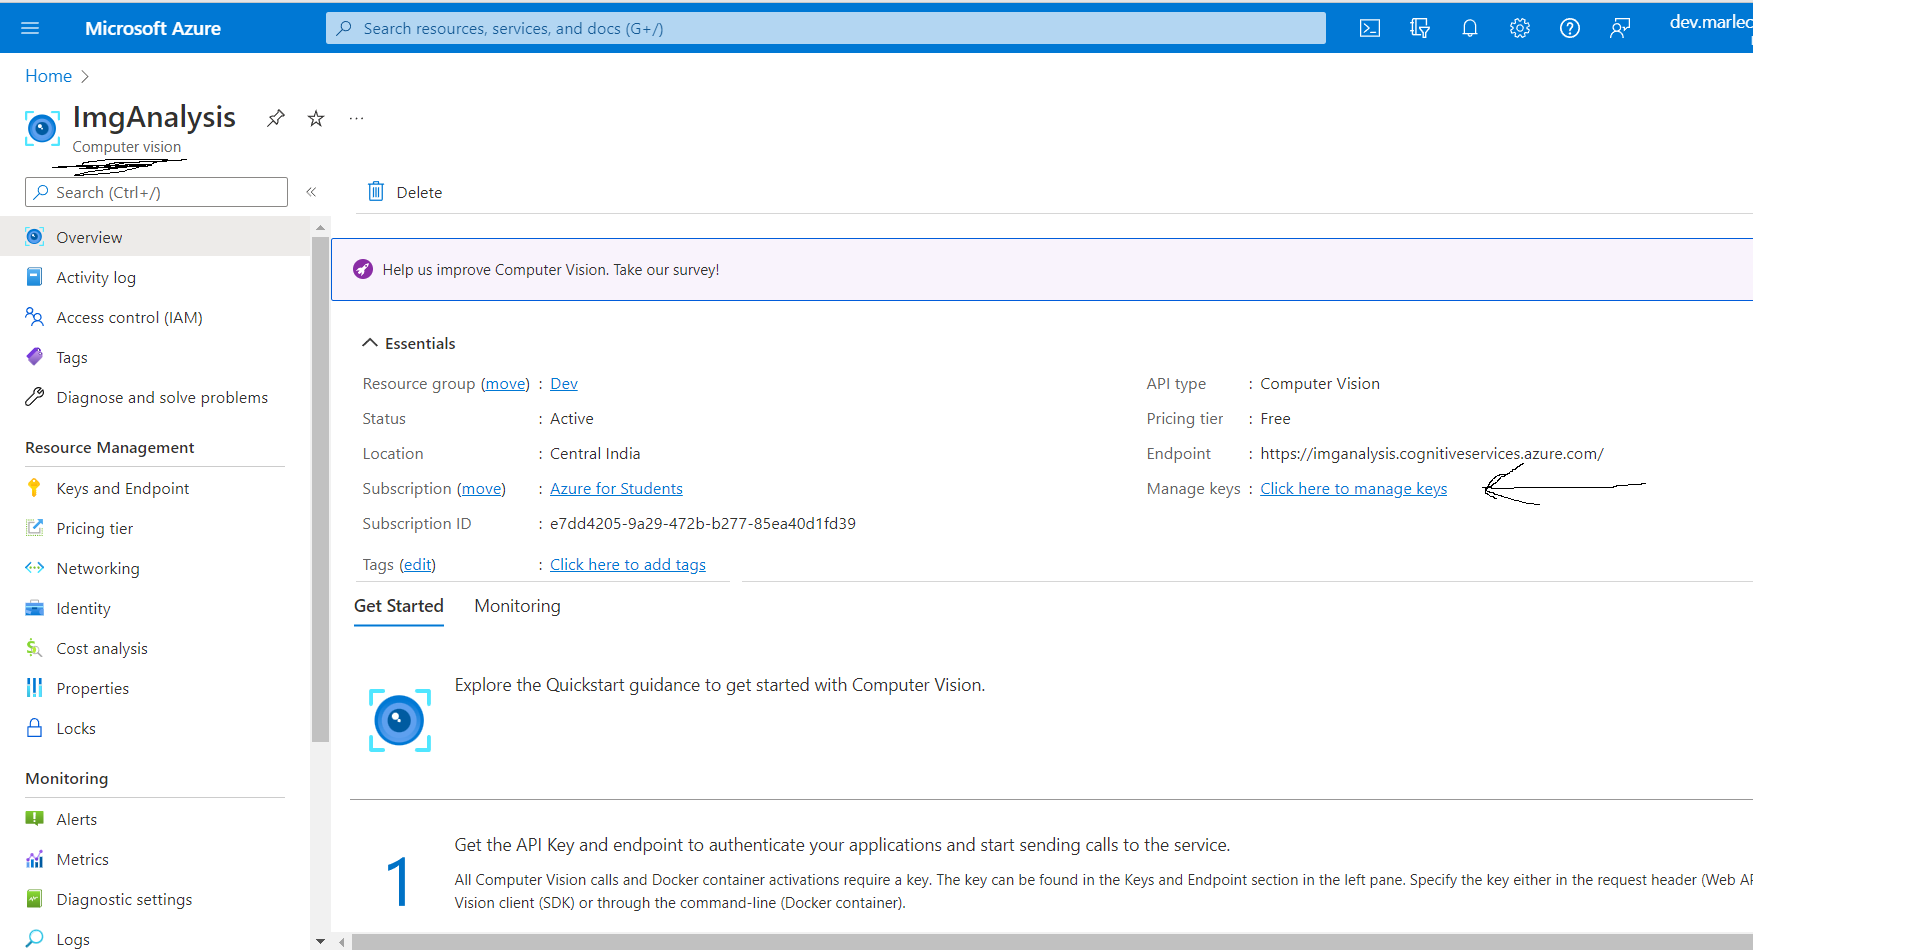 Microsoft Azure
Search resources, services, and docs (G+/)
dev.marlec
Home
ImgAnalysis
Computer vision
Search (Ctrl+/)
Delete
Overview
Activity log
Access control (IAM)
Tags
Diagnose and solve problems
Resource Management
Keys and Endpoint
Pricing tier
Networking
Identity
Cost analysis
Properties
Locks
Monitoring
Alerts
Metrics
Diagnostic settings
Logs
Help us improve Computer Vision. Take our survey!
Essentials
Resource group (move) : Dev
Status : Active
Location : Central India
Subscription (move) : Azure for Students
Subscription ID : e7dd4205-9a29-472b-b277-85ea40d1fd39
Tags (edit) : Click here to add tags
API type : Computer Vision
Pricing tier : Free
Endpoint : https://imganalysis.cognitiveservices.azure.com/
Manage keys : Click here to manage keys
Get Started Monitoring
Explore the Quickstart guidance to get started with Computer Vision.
1
Get the API Key and endpoint to authenticate your applications and start sending calls to the service.
All Computer Vision calls and Docker container activations require a key. The key can be found in the Keys and Endpoint section in the left pane. Specify the key either in the request header (Web AP
Vision client (SDK) or through the command-line (Docker container).